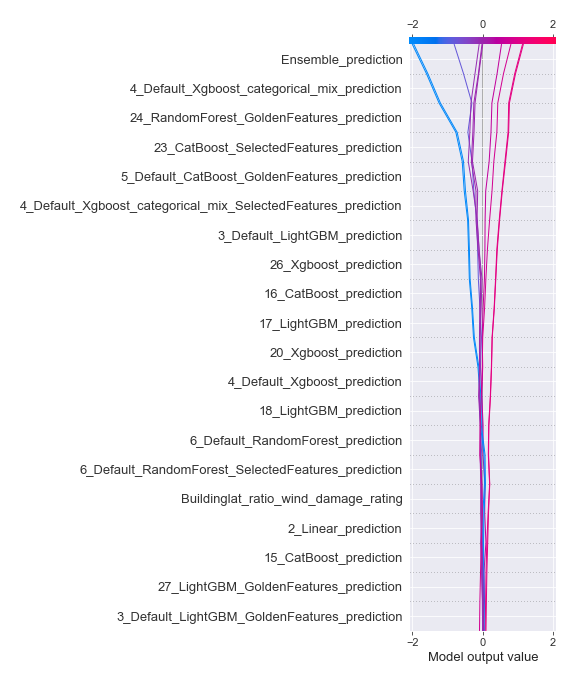 −2 0 2
Ensemble_prediction
4_Default_Xgboost_categorical_mix_prediction
24_RandomForest_GoldenFeatures_prediction
23_CatBoost_SelectedFeatures_prediction
5_Default_CatBoost_GoldenFeatures_prediction
4_Default_Xgboost_categorical_mix_SelectedFeatures_prediction
3_Default_LightGBM_prediction
26_Xgboost_prediction
16_CatBoost_prediction
17_LightGBM_prediction
20_Xgboost_prediction
4_Default_Xgboost_prediction
18_LightGBM_prediction
6_Default_RandomForest_prediction
6_Default_RandomForest_SelectedFeatures_prediction
Buildinglat_ratio_wind_damage_rating
2_Linear_prediction
15_CatBoost_prediction
27_LightGBM_GoldenFeatures_prediction
3_Default_LightGBM_GoldenFeatures_prediction
−2 0 2
Model output value